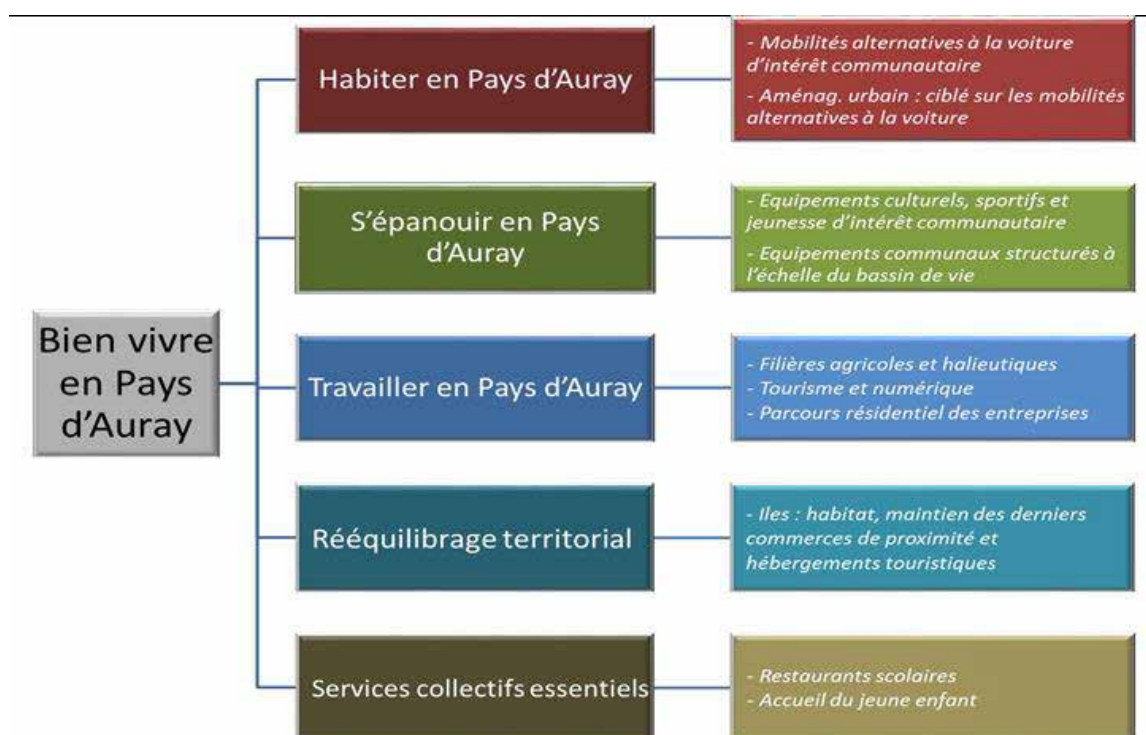 Bien vivre
en Pays
d'Auray
Habiter en Pays d'Auray
- Mobilités alternatives à la voiture
d'intérêt communautaire
- Aménag. urbain : ciblé sur les mobilités
alternatives à la voiture
S'épanouir en Pays
d'Auray
- Equipements culturels, sportifs et
jeunesse d'intérêt communautaire
- Equipements communaux structurés à
l'échelle du bassin de vie
Travailler en Pays d'Auray
- Filières agricoles et halieutiques
- Tourisme et numérique
- Parcours résidentiel des entreprises
Rééquilibrage territorial
- Iles : habitat, maintien des derniers
commerces de proximité et
hébergements touristiques
Services collectifs essentiels
- Restaurants scolaires
- Accueil du jeune enfant